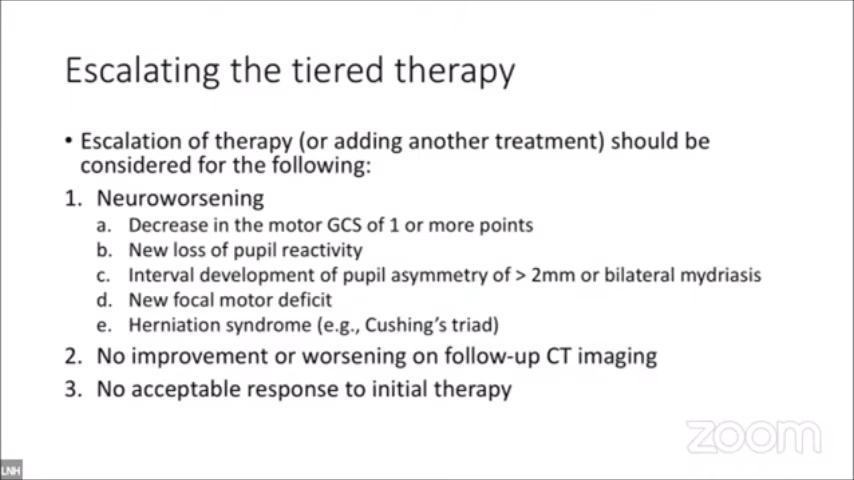 Escalating the tiered therapy
• Escalation of therapy (or adding another treatment) should be
considered for the following:
1. Neuroworsening
a. Decrease in the motor GCS of 1 or more points
b. New loss of pupil reactivity
c. Interval development of pupil asymmetry of > 2mm or bilateral mydriasis
d. New focal motor deficit
e. Herniation syndrome (e.g., Cushing's triad)
2. No improvement or worsening on follow-up CT imaging
3. No acceptable response to initial therapy
zoom
LNH